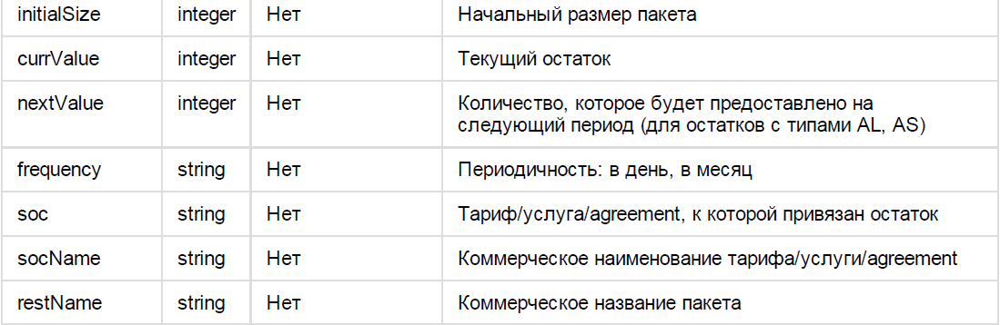 initialSize integer Нет Начальный размер пакета
currValue integer Нет Текущий остаток
nextValue integer Нет Количество, которое будет предоставлено на
следующий период (для остатков с типами AL, AS)
frequency string Нет Периодичность: в день, в месяц
soc string Нет Тариф/услуга/agreement, к которой привязан остаток
socName string Нет Коммерческое наименование тарифа/услуги/agreement
restName string Нет Коммерческое название пакета